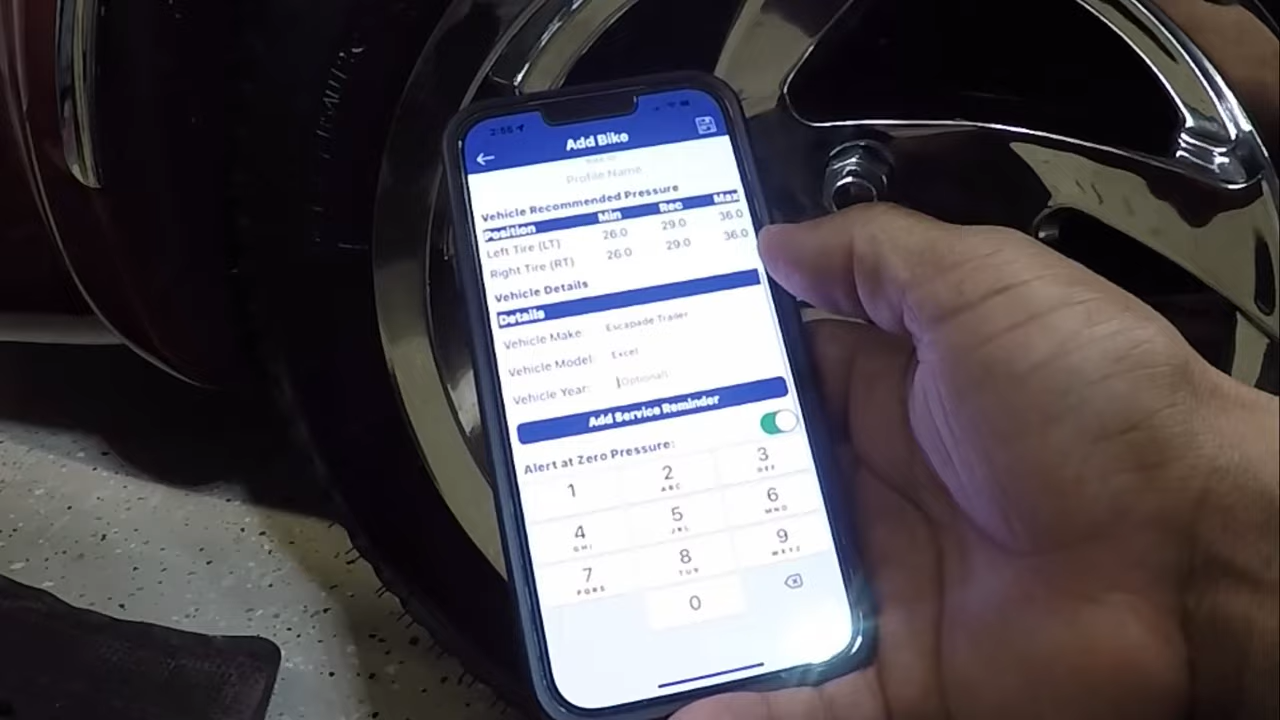 2:55
Add Bike
Profile Name
Vehicle Recommended Pressure
Position Min Rec Max
Left Tire (LT) 26.0 29.0 36.0
Right Tire (RT) 26.0 29.0 36.0
Vehicle Details
Details
Vehicle Make: Escapade Trailer
Vehicle Model: Excel
Vehicle Year: (Optional)
Add Service Reminder
Alert at Zero Pressure:
1 2 ABC 3 DEF
4 GHI 5 JKL 6 MNO
7 PQRS 8 TUV 9 WXYZ
0